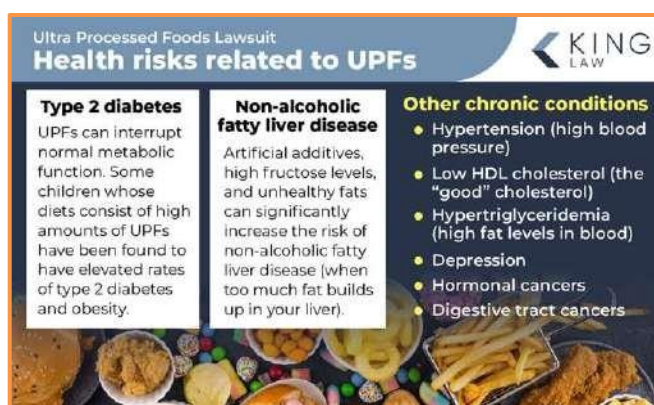 Ultra Processed Foods Lawsuit
Health risks related to UPFs
KING
LAW
Type 2 diabetes
UPFs can interrupt
normal metabolic
function. Some
children whose
diets consist of high
amounts of UPFs
have been found to
have elevated rates
of type 2 diabetes
and obesity.
Non-alcoholic
fatty liver disease
Artificial additives,
high fructose levels,
and unhealthy fats
can significantly
increase the risk of
non-alcoholic fatty
liver disease (when
too much fat builds
up in your liver).
Other chronic conditions
Hypertension (high blood
pressure)
Low HDL cholesterol (the
“good” cholesterol)
Hypertriglyceridemia
(high fat levels in blood)
Depression
Hormonal cancers
Digestive tract cancers